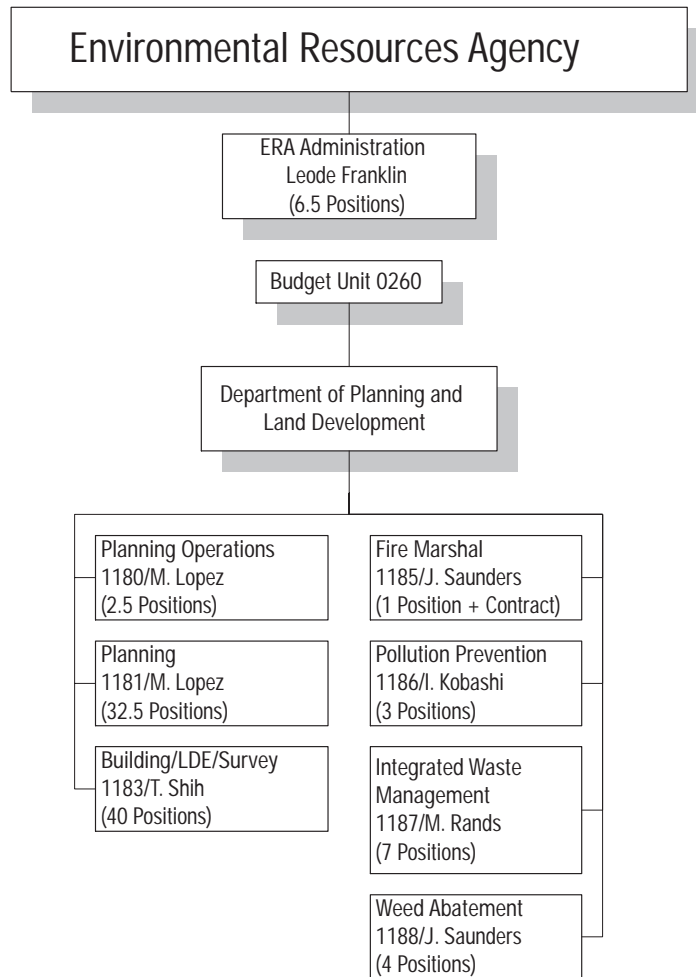 Environmental Resources Agency
ERA Administration
Leode Franklin
(6.5 Positions)
Budget Unit 0260
Department of Planning and
Land Development
Planning Operations
1180/M. Lopez
(2.5 Positions)
Planning
1181/M. Lopez
(32.5 Positions)
Building/LDE/Survey
1183/T. Shih
(40 Positions)
Fire Marshal
1185/J. Saunders
(1 Position + Contract)
Pollution Prevention
1186/I. Kobashi
(3 Positions)
Integrated Waste
Management
1187/M. Rands
(7 Positions)
Weed Abatement
1188/J. Saunders
(4 Positions)